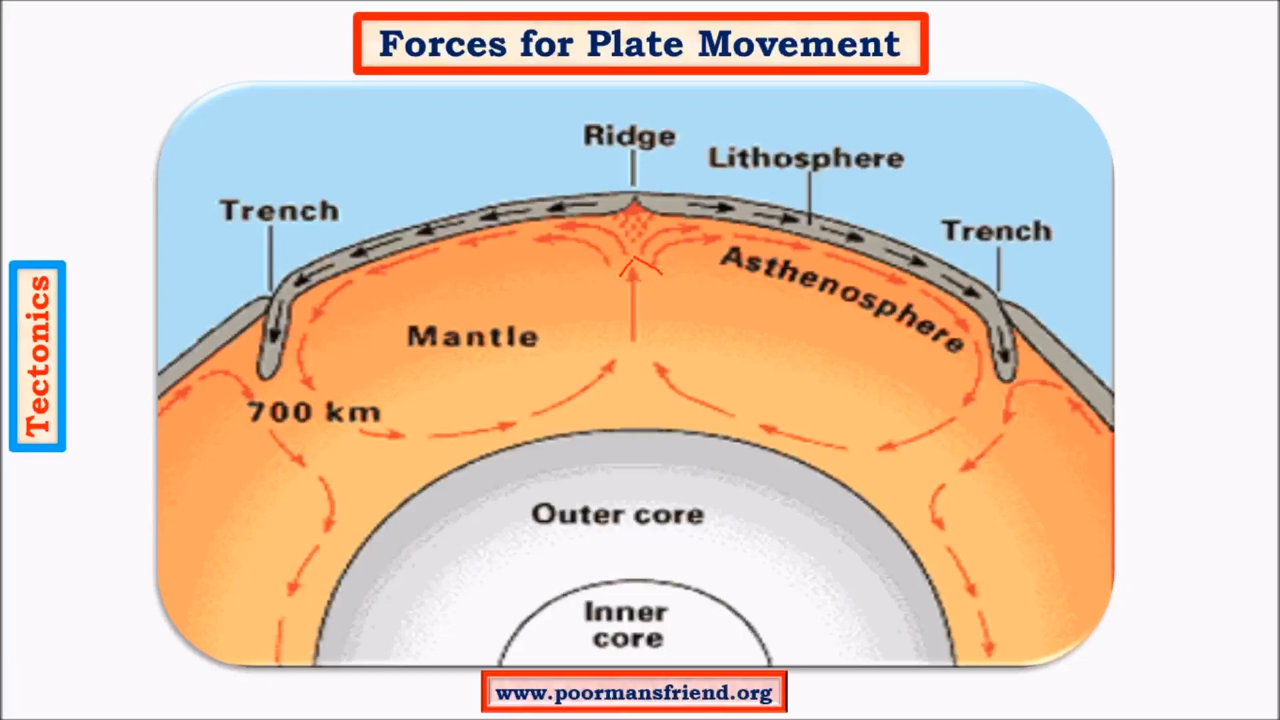 Forces for Plate Movement
Ridge
Lithosphere
Trench
Trench
Asthenosphere
Mantle
Tectonics
700 km
Outer core
Inner
core
www.poormansfriend.org